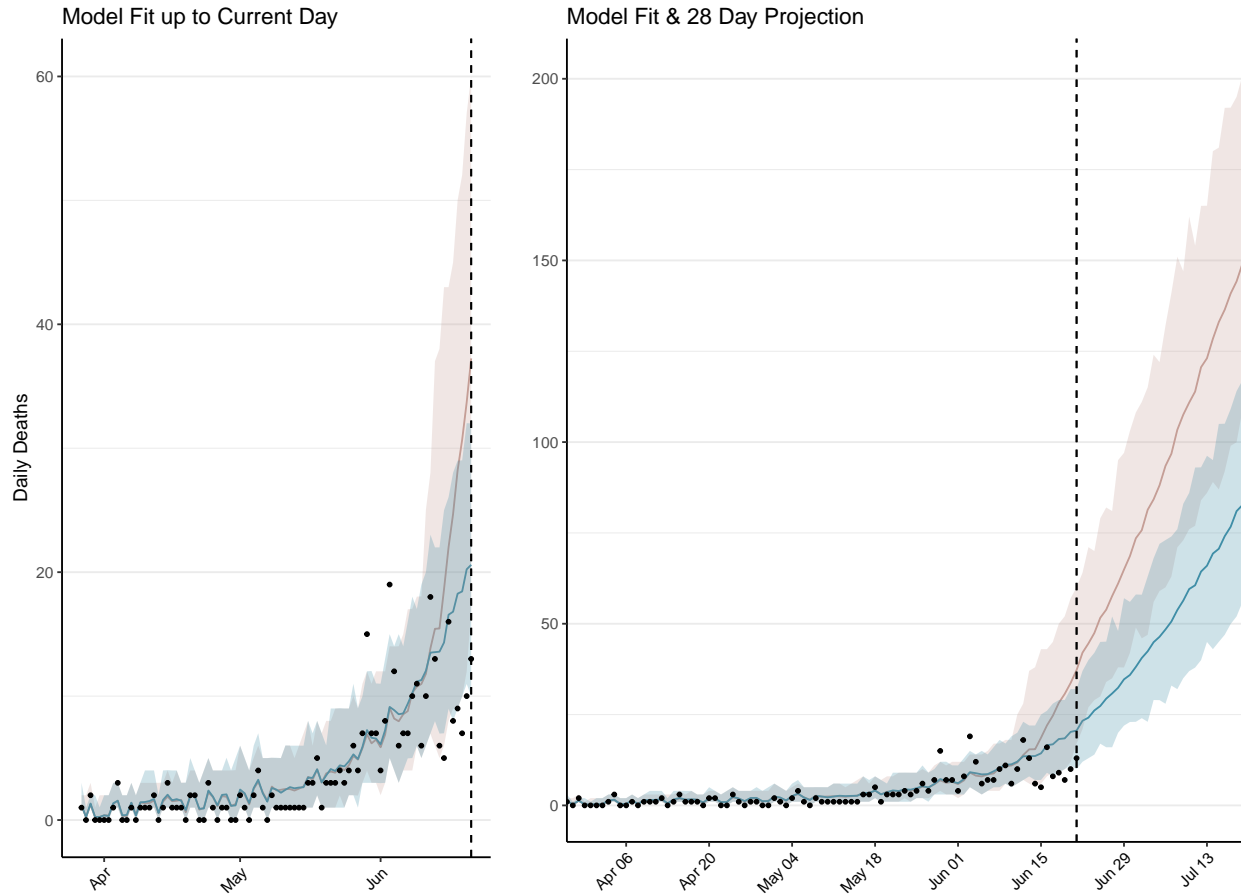 Model Fit up to Current Day
Daily Deaths
60
40
20
0
Apr
May
Jun
Model Fit & 28 Day Projection
200
150
100
50
0
Apr 06
Apr 20
May 04
May 18
Jun 01
Jun 15
Jun 29
Jul 13